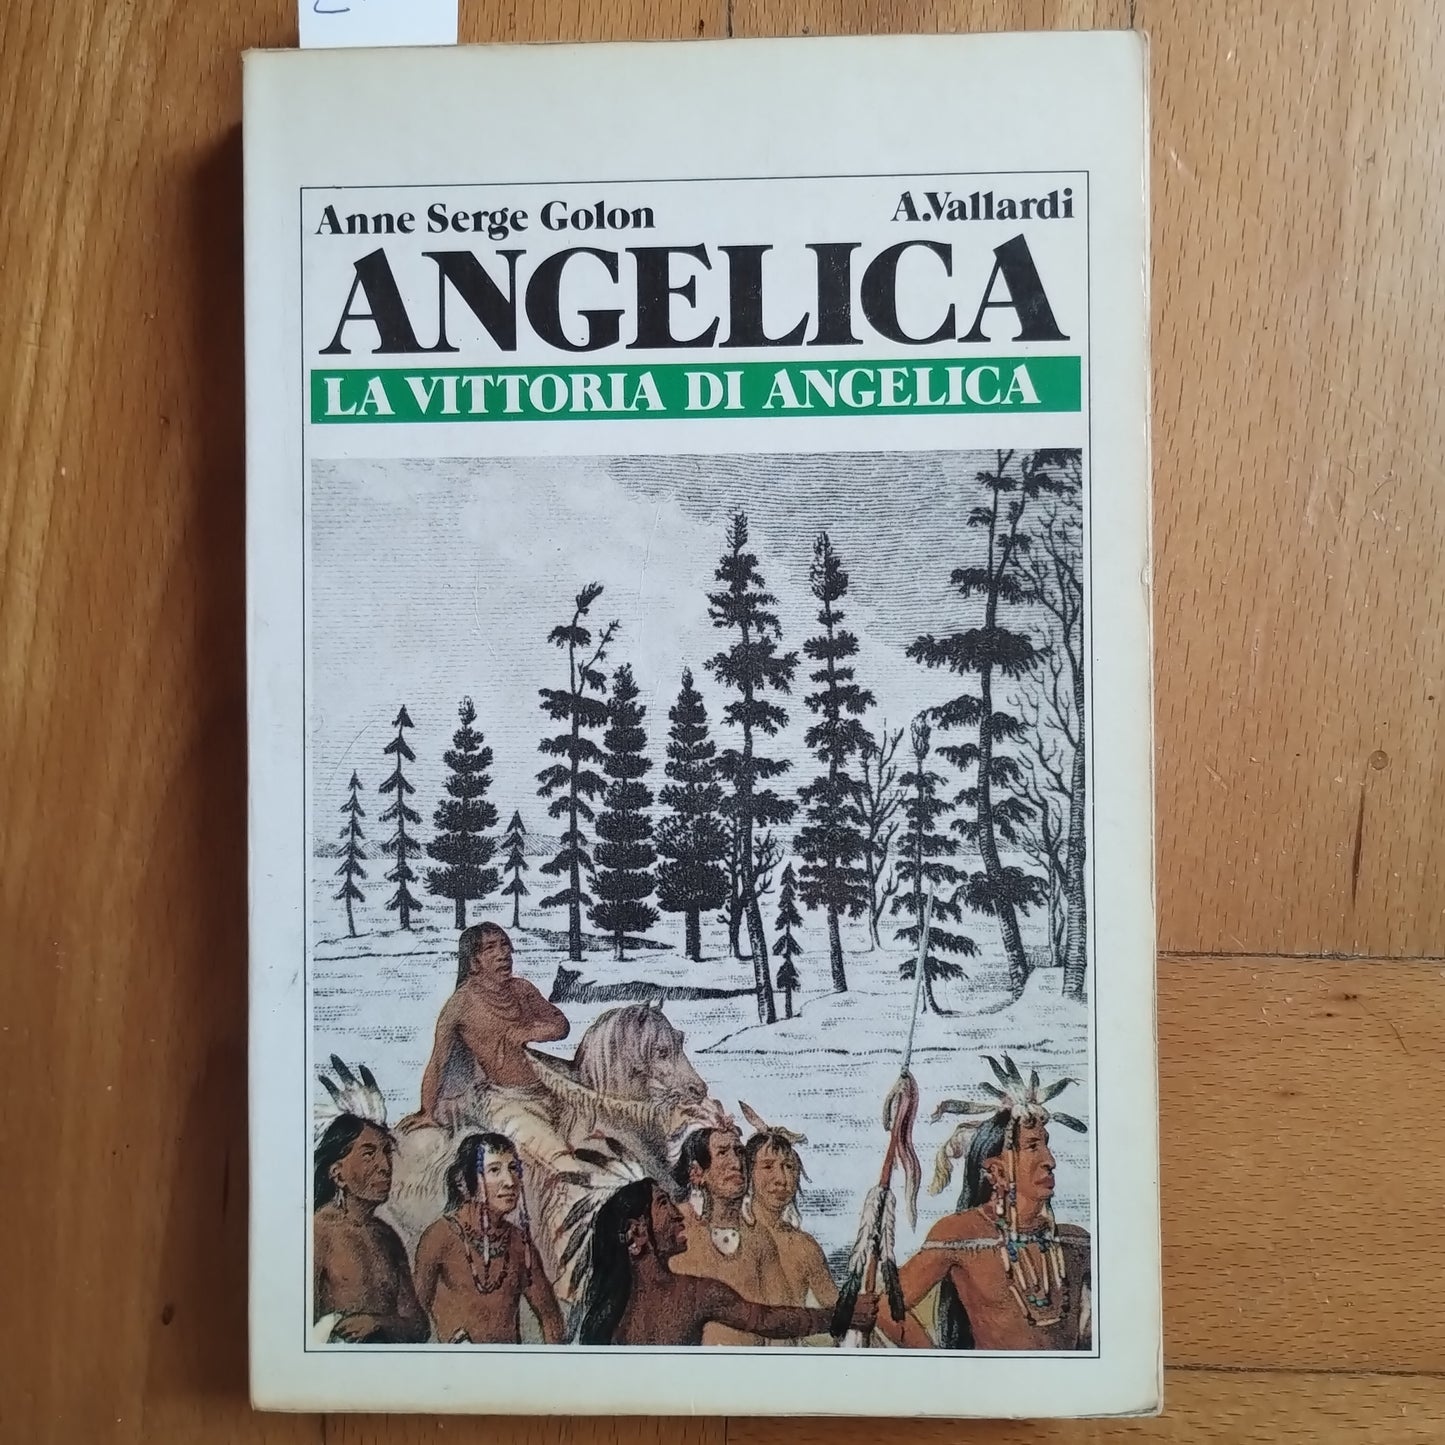 Anne Serge Golon
A.Vallardi
ANGELICA
LA VITTORIA DI ANGELICA